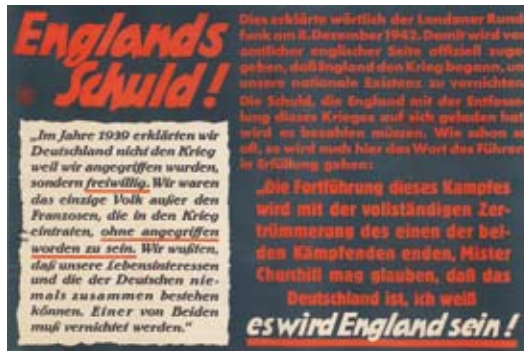 Englands
Schuld!
„Im Jahre 1939 erklärten wir
Deutschland nicht den Krieg
weil wir angegriffen wurden,
sondern freiwillig. Wir waren
das einzige Volk außer den
Franzosen, die in den Krieg
eintraten, ohne angegriffen
worden zu sein. Wir wußten,
daß unsere Lebensinteressen
und die der Deutschen nie-
mals zusammen bestehen
können. Einer von Beiden
muß vernichtet werden."
Dies erklärte wörtlich der Londoner Rund
funk am 8. Dezember 1942. Damit wird von
amtlicher englischer Seite offiziell zuge
geben, daß England den Krieg begann, um
unsere nationale Existenz zu vernichten.
Die Schuld, die England mit der Entfesse
lung dieses Krieges auf sich geladen hat
wird es bezahlen müssen. Wie schon so
oft, so wird auch hier das Wort des Führers
in Erfüllung gehen:
„Die Fortführung dieses Kampfes
wird mit der vollständigen Zer-
trümmerung des einen der bei-
den Kämpfenden enden, Mister
Churchill mag glauben, daß das
Deutschland ist, ich weiß
es wird England sein!